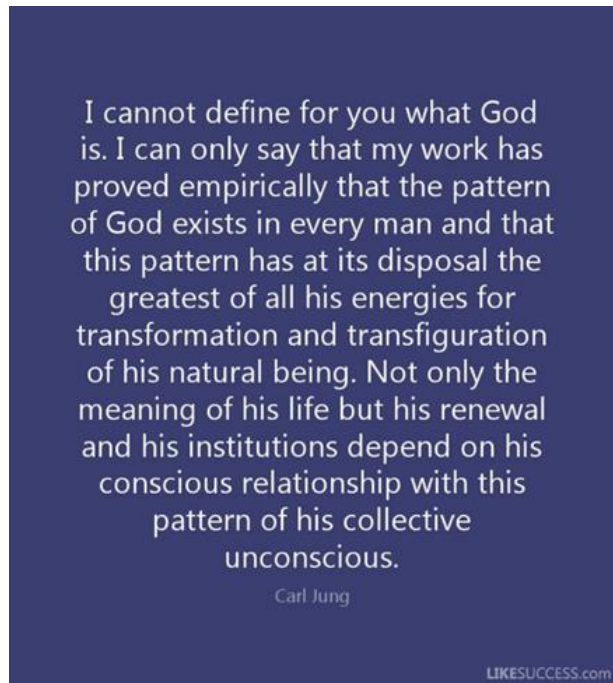 I cannot define for you what God
is. I can only say that my work has
proved empirically that the pattern
of God exists in every man and that
this pattern has at its disposal the
greatest of all his energies for
transformation and transfiguration
of his natural being. Not only the
meaning of his life but his renewal
and his institutions depend on his
conscious relationship with this
pattern of his collective
unconscious.
Carl Jung
LIKESUCCESS.com